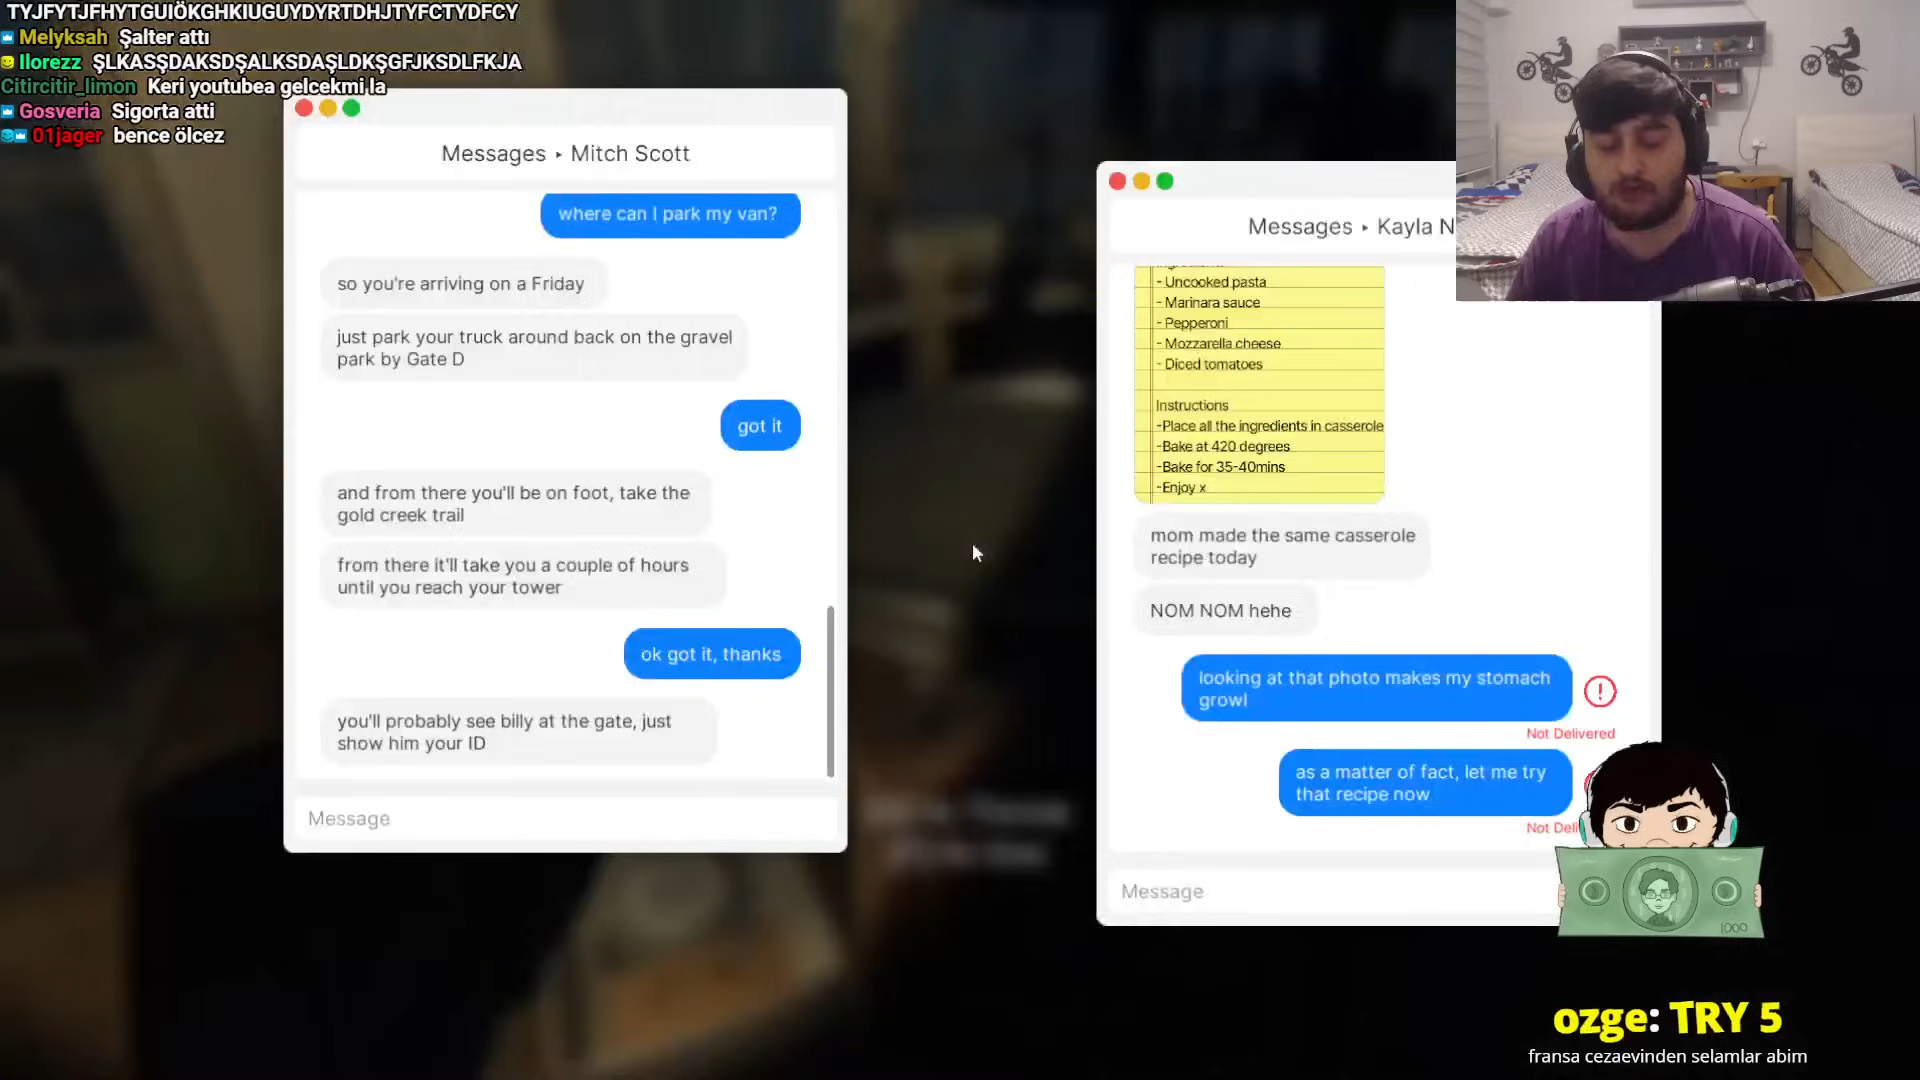 TYJFYTJFHYTGUIÖKGHKIUGUYDYRTDHJTYFCTYDFCY
Melyksah Şalter attı
Ilorezz ŞLKASŞDAKSDŞALKSDAŞLDKŞGFJKSDLFKJA
Citircitir_limon Keri youtubea gelcekmi la
Gosveria Sigorta atti
01jager bence ölcez
Messages ▸ Mitch Scott
where can I park my van?
so you're arriving on a Friday
just park your truck around back on the gravel
park by Gate D
got it
and from there you'll be on foot, take the
gold creek trail
from there it'll take you a couple of hours
until you reach your tower
ok got it, thanks
you'll probably see billy at the gate, just
show him your ID
Message
Messages ▸ Kayla N
- Uncooked pasta
- Marinara sauce
- Pepperoni
- Mozzarella cheese
- Diced tomatoes
Instructions
-Place all the ingredients in casserole
-Bake at 420 degrees
-Bake for 35-40mins
-Enjoy x
mom made the same casserole
recipe today
NOM NOM hehe
looking at that photo makes my stomach
growl
Not Delivered
as a matter of fact, let me try
that recipe now
Not Deli
Message
1000
ozge: TRY 5
fransa cezaevinden selamlar abim